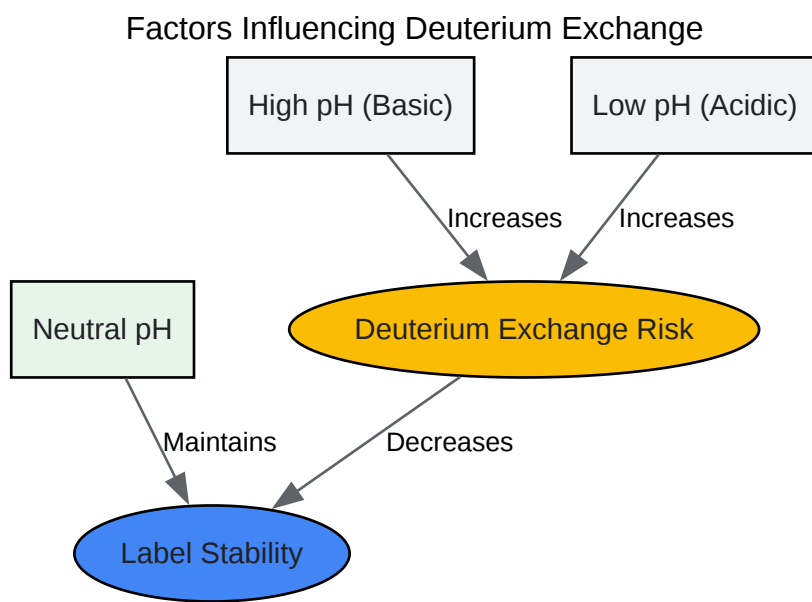 Factors Influencing Deuterium Exchange
High pH (Basic)
Low pH (Acidic)
Increases
Increases
Neutral pH
Deuterium Exchange Risk
Maintains
Decreases
Label Stability